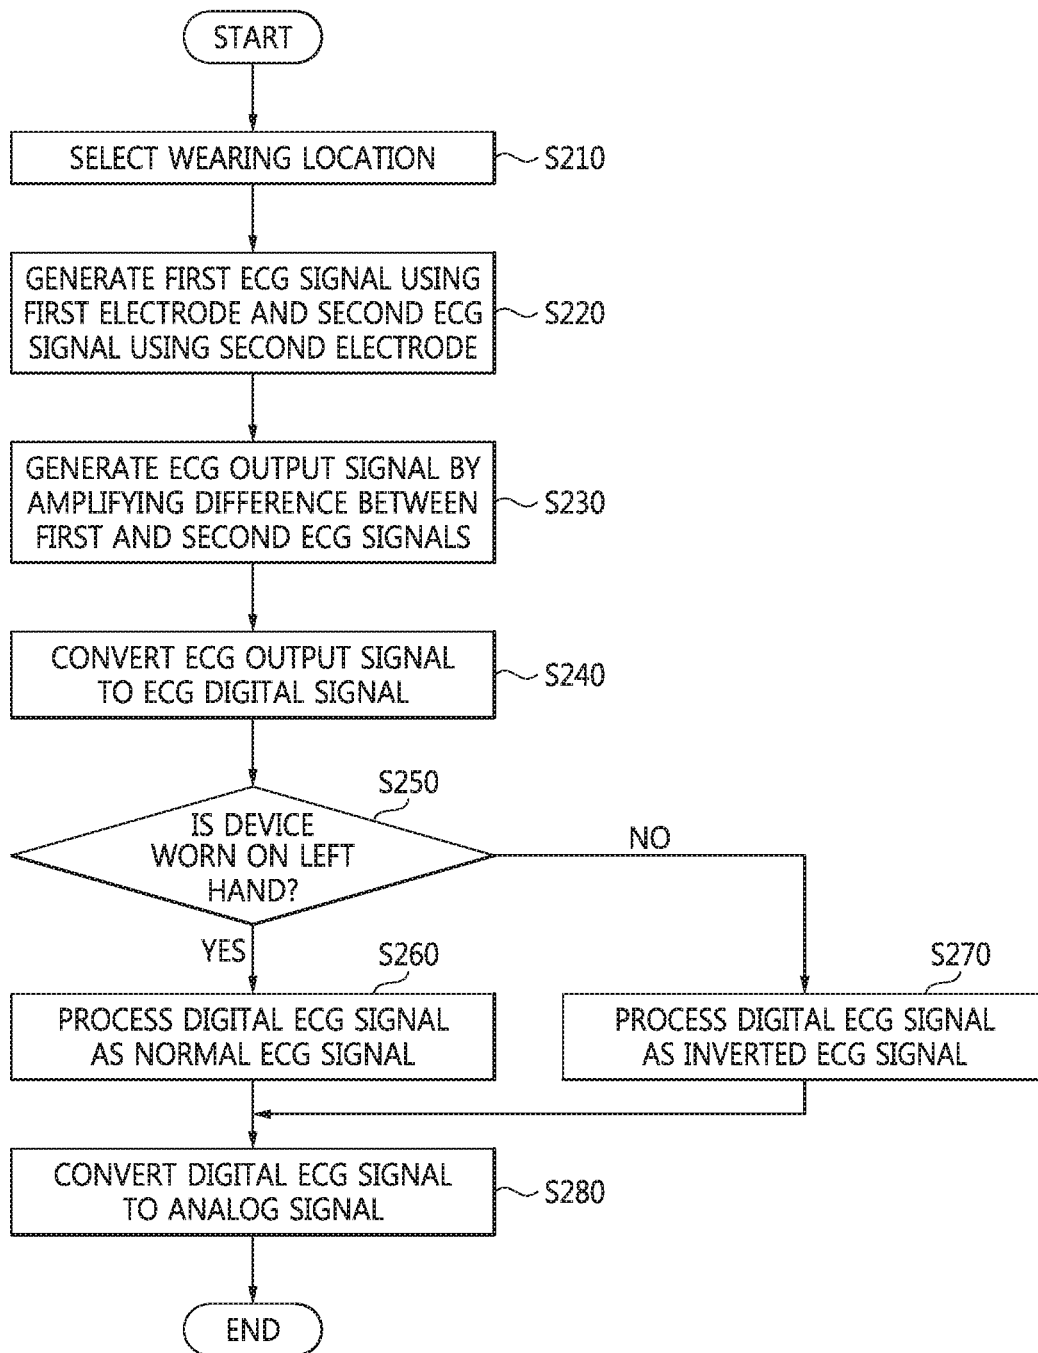 START
SELECT WEARING LOCATION
S210
GENERATE FIRST ECG SIGNAL USING
FIRST ELECTRODE AND SECOND ECG
SIGNAL USING SECOND ELECTRODE
S220
GENERATE ECG OUTPUT SIGNAL BY
AMPLIFYING DIFFERENCE BETWEEN
FIRST AND SECOND ECG SIGNALS
S230
CONVERT ECG OUTPUT SIGNAL
TO ECG DIGITAL SIGNAL
S240
S250
IS DEVICE
WORN ON LEFT
HAND?
NO
YES
S260
PROCESS DIGITAL ECG SIGNAL
AS NORMAL ECG SIGNAL
S270
PROCESS DIGITAL ECG SIGNAL
AS INVERTED ECG SIGNAL
CONVERT DIGITAL ECG SIGNAL
TO ANALOG SIGNAL
S280
END